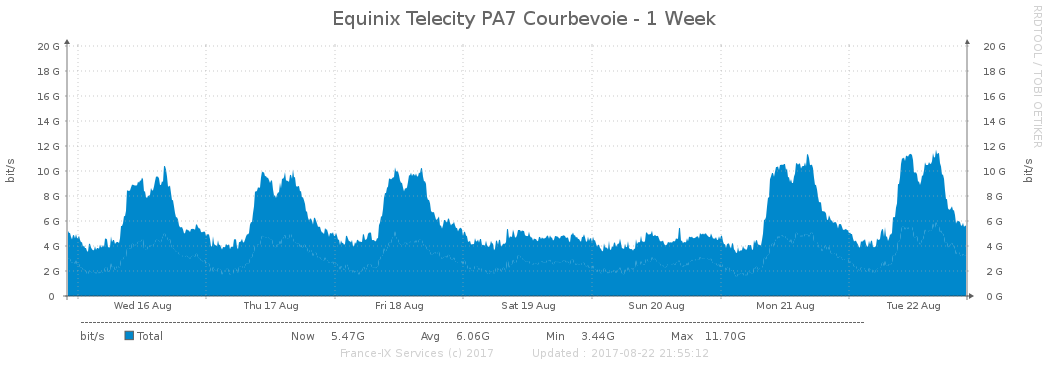 Equinix Telecity PA7 Courbevoie - 1 Week
RRDTOOL / TOBI OETIKER
bit/s
20 G 20 G
18 G 18 G
16 G 16 G
14 G 14 G
12 G 12 G
10 G 10 G
8 G 8 G
6 G 6 G
4 G 4 G
2 G 2 G
0 0 G
bit/s
Wed 16 Aug Thu 17 Aug Fri 18 Aug Sat 19 Aug Sun 20 Aug Mon 21 Aug Tue 22 Aug
bit/s Total Now 5.47G Avg 6.06G Min 3.44G Max 11.70G
France-IX Services (c) 2017 Updated : 2017-08-22 21:55:12